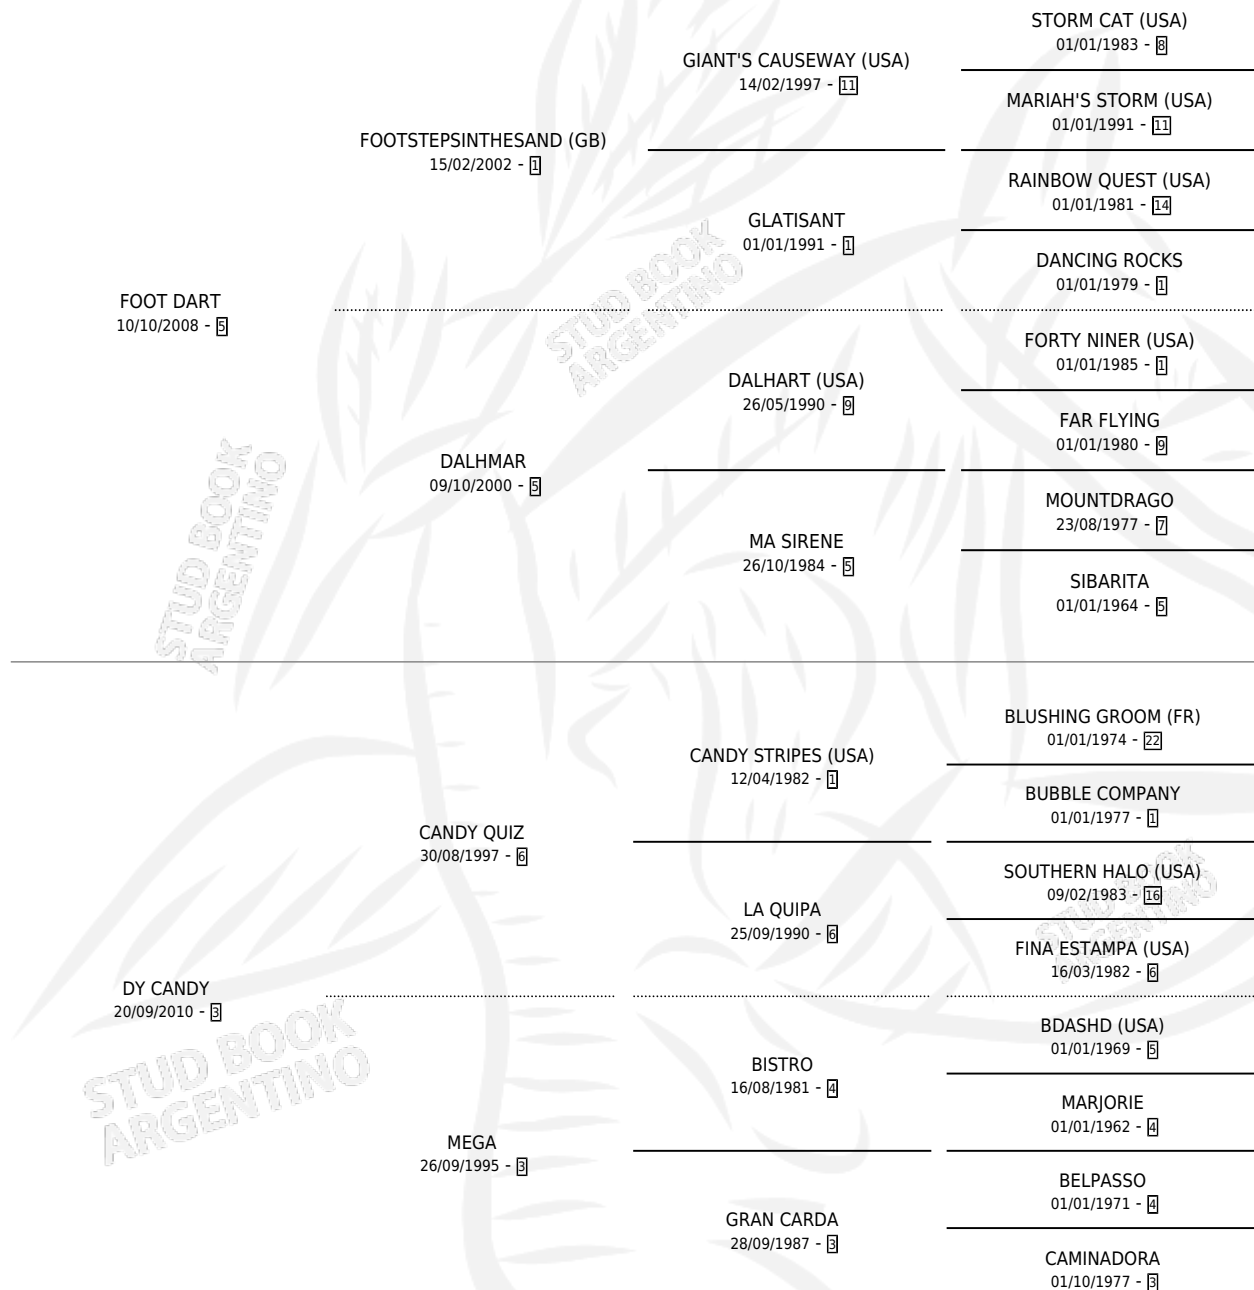 STORM CAT (USA)
01/01/1983 - 8
GIANT'S CAUSEWAY (USA)
14/02/1997 - 11
MARIAH'S STORM (USA)
01/01/1991 - 11
FOOTSTEPSINTHESAND (GB)
15/02/2002 - 1
RAINBOW QUEST (USA)
01/01/1981 - 14
GLATISANT
01/01/1991 - 1
DANCING ROCKS
01/01/1979 - 1
FOOT DART
10/10/2008 - 5
FORTY NINER (USA)
01/01/1985 - 1
DALHART (USA)
26/05/1990 - 9
FAR FLYING
01/01/1980 - 9
DALHMAR
09/10/2000 - 5
MOUNTDRAGO
23/08/1977 - 7
MA SIRENE
26/10/1984 - 5
SIBARITA
01/01/1964 - 5
BLUSHING GROOM (FR)
01/01/1974 - 22
CANDY STRIPES (USA)
12/04/1982 - 1
BUBBLE COMPANY
01/01/1977 - 1
CANDY QUIZ
30/08/1997 - 6
SOUTHERN HALO (USA)
09/02/1983 - 16
LA QUIPA
25/09/1990 - 6
FINA ESTAMPA (USA)
16/03/1982 - 6
DY CANDY
20/09/2010 - 3
BDASHD (USA)
01/01/1969 - 5
BISTRO
16/08/1981 - 4
MARJORIE
01/01/1962 - 4
MEGA
26/09/1995 - 3
BELPASSO
01/01/1971 - 4
GRAN CARDA
28/09/1987 - 3
CAMINADORA
01/10/1977 - 3
STUD BOOK
ARGENTINO
STUD BOOK
ARGENTINO
STUD BOOK
ARGENTINO
STUD BOOK
ARGENTINO